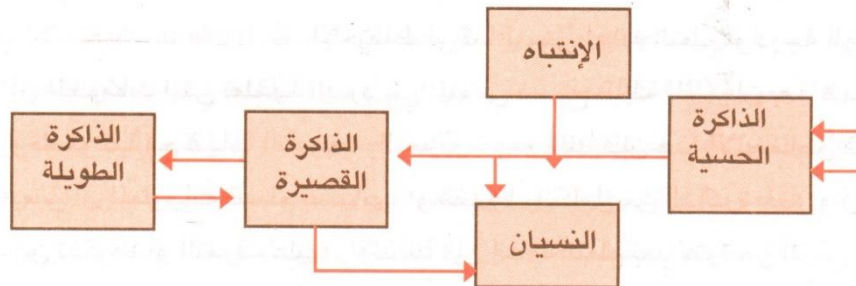 الإنتباه
الذاكرة
الحسية
الذاكرة
القصيرة
الذاكرة
الطويلة
النسيان